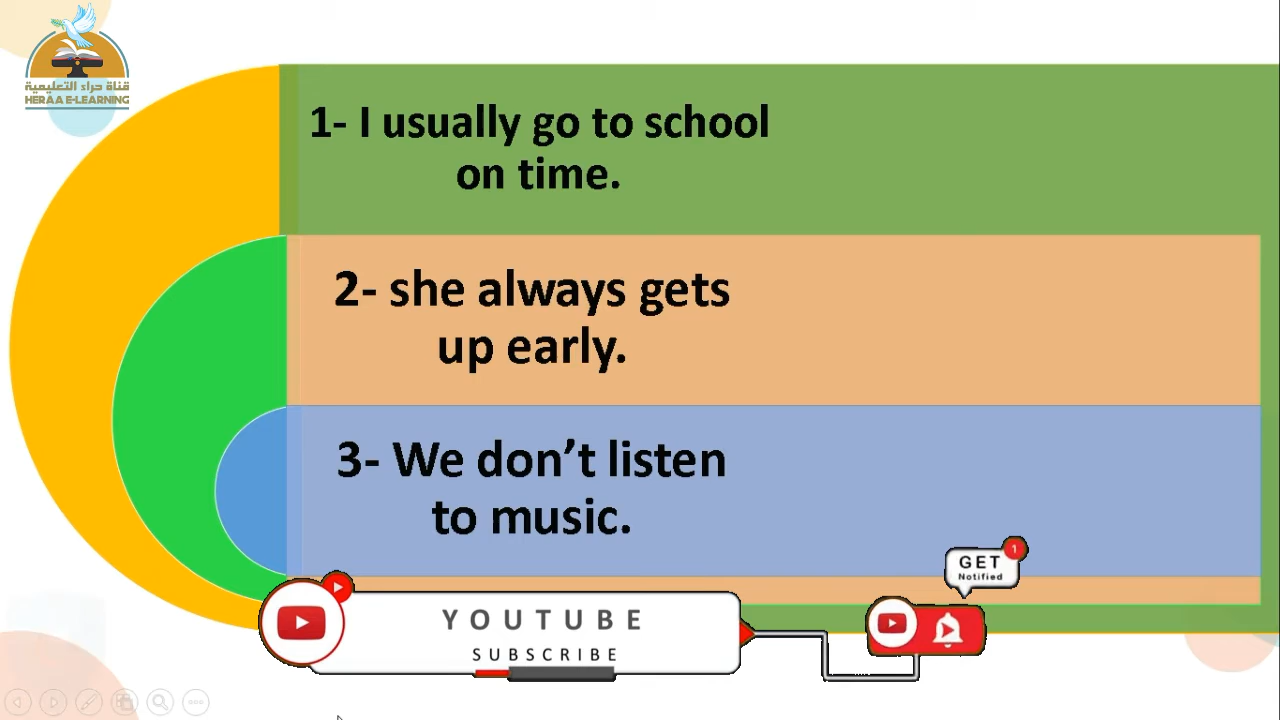 قناة حراء التعليمية
HERAA E-LEARNING
1- I usually go to school
on time.
2- she always gets
up early.
3- We don’t listen
to music.
GET
1
Notified
YOUTUBE
SUBSCRIBE